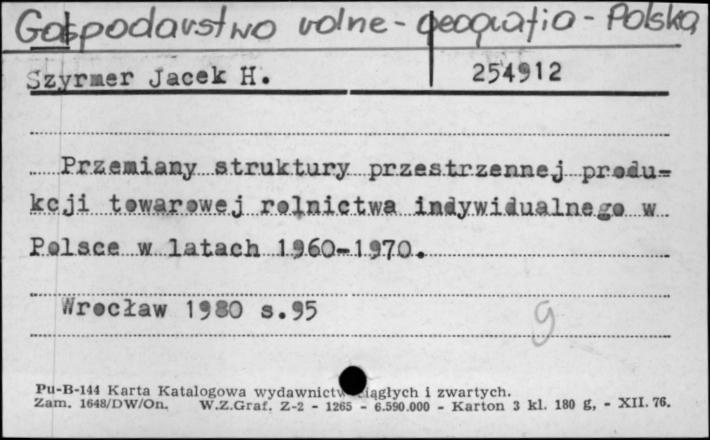 Gospodarstwo rolne - geografia - Polska
Szyrmer Jacek H. 254912
Przemiany struktury przestrzennej produ=
kcji towarowej rolnictwa indywidualnego w
Polsce w latach 1960-1970.
Wrocław 1980 s.95
g
Pu-B-144 Karta Katalogowa wydawnictw ciągłych i zwartych.
Zam. 1648/DW/On. W.Z.Graf. Z-2 - 1265 - 6.590.000 - Karton 3 kl. 180 g, - XII. 76.